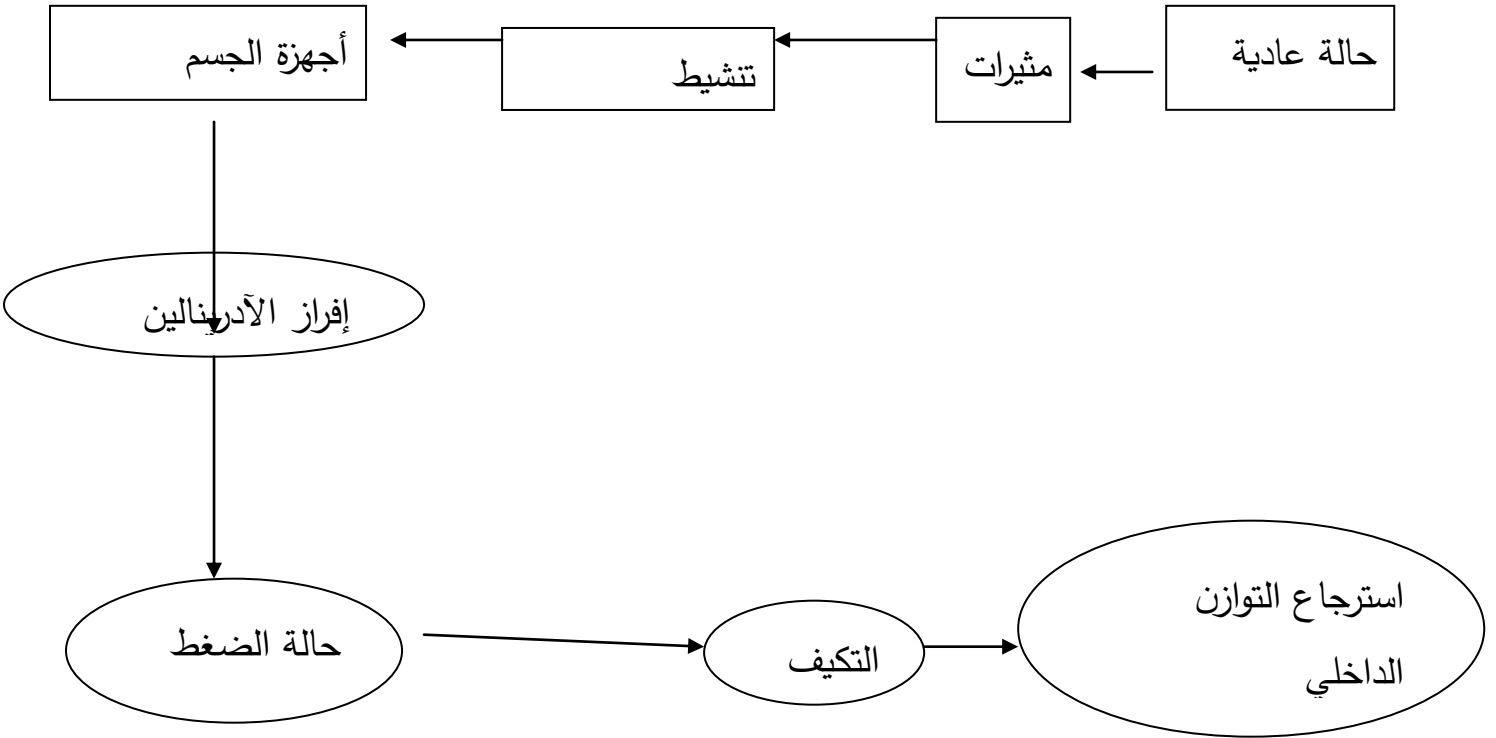 حالة عادية
مثيرات
تنشيط
أجهزة الجسم
إفراز الآدرينالين
حالة الضغط
التكيف
استرجاع التوازن
الداخلي